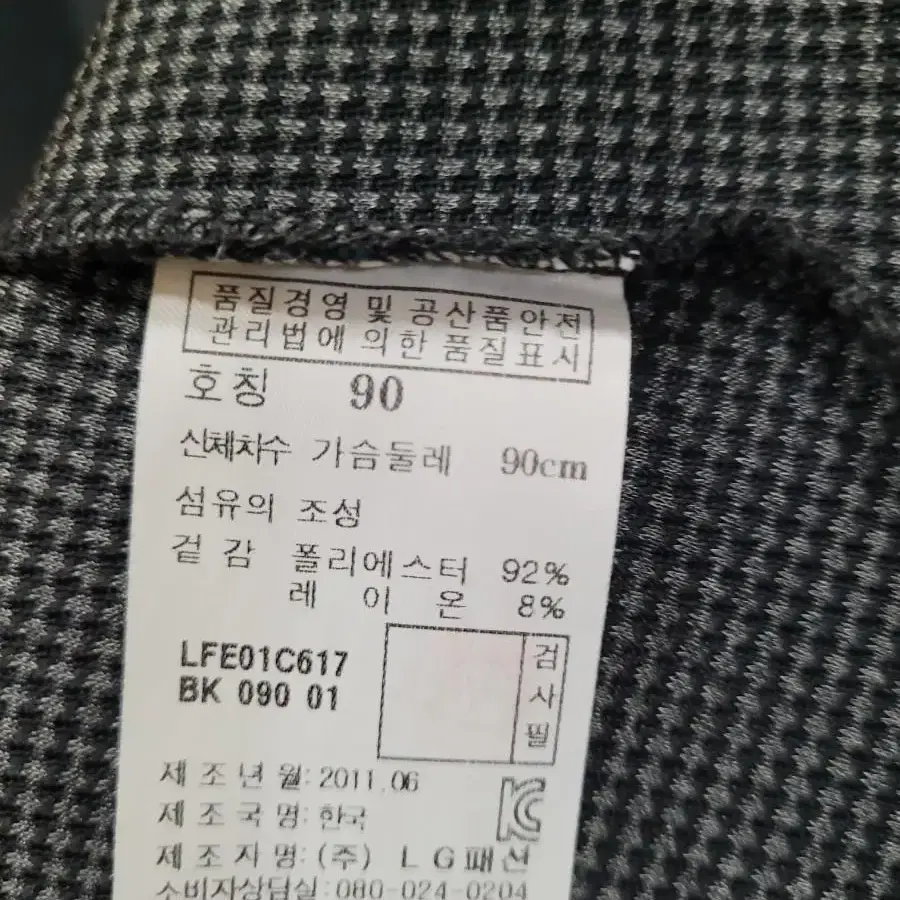 품질경영 및 공산품안전
관리법에 의한 품질표시
호칭 90
신체치수 가슴둘레 90cm
섬유의 조성
겉감 폴리에스터 92%
레이온 8%
LFE01C617
BK 090 01
검사필
제조년월: 2011.06
제조국명: 한국
제조자명: (주) LG패션
소비자상담실: 080-024-0204